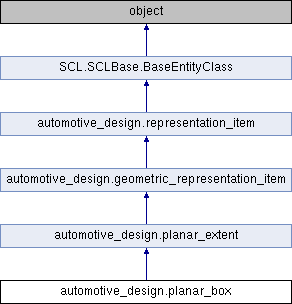 object
SCL.SCLBase.BaseEntityClass
automotive_design.representation_item
automotive_design.geometric_representation_item
automotive_design.planar_extent
automotive_design.planar_box